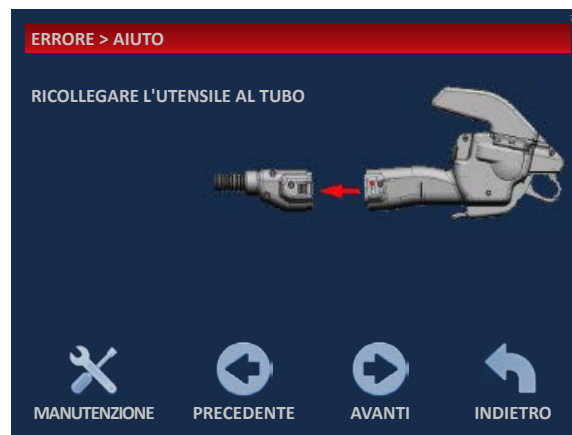 ERRORE > AIUTO
RICOLLEGARE L'UTENSILE AL TUBO
MANUTENZIONE PRECEDENTE AVANTI INDIETRO